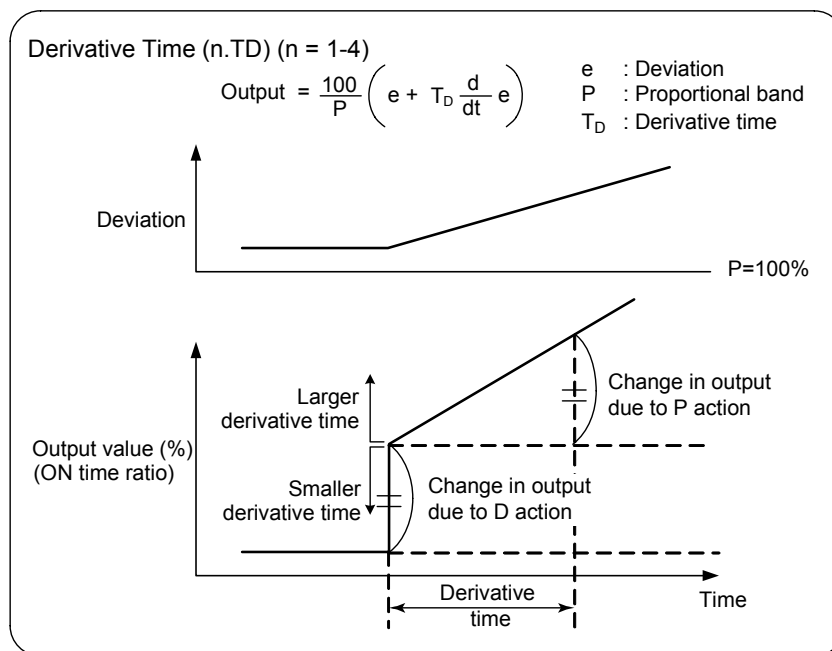 Derivative Time (n.TD) (n = 1-4)
Output = 100/P ( e + T_D d/dt e )
e : Deviation
P : Proportional band
T_D : Derivative time
Deviation
P=100%
Larger
derivative time
Change in output
due to P action
Output value (%)
(ON time ratio)
Smaller
derivative time
Change in output
due to D action
Derivative
time
Time